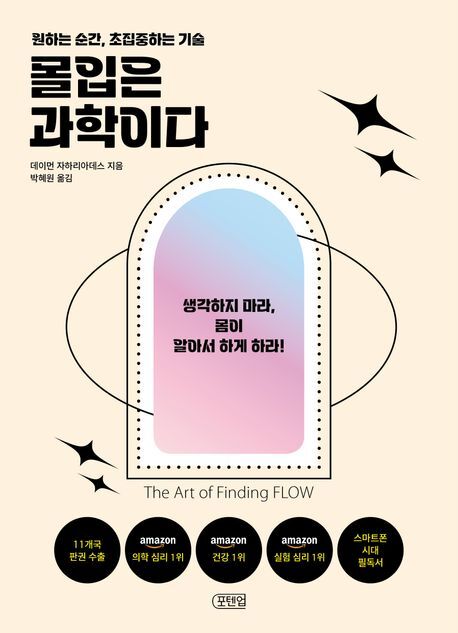 원하는 순간, 초집중하는 기술
몰입은
과학이다
데이먼 자하리아데스 지음
박혜원 옮김
생각하지 마라,
몸이
알아서 하게 하라!
The Art of Finding FLOW
11개국
판권 수출
amazon
의학 심리 1위
amazon
건강 1위
amazon
실험 심리 1위
스마트폰
시대
필독서
포텐업